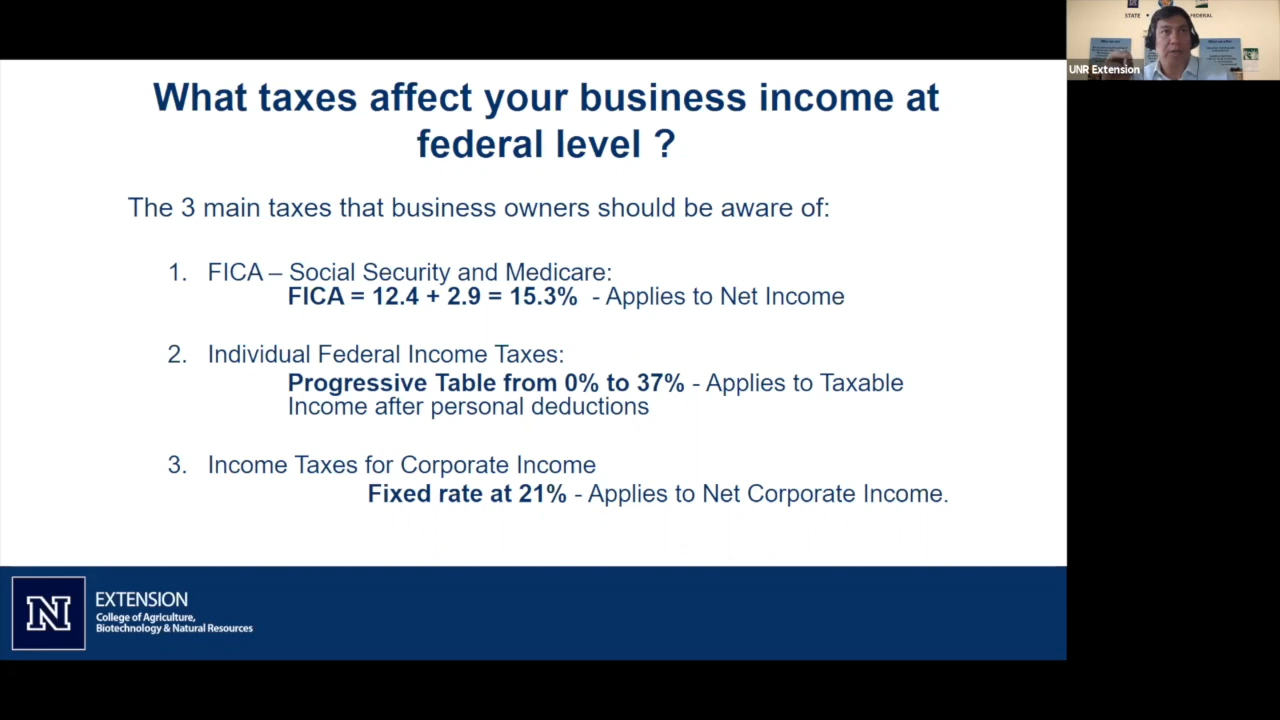 STATE
FEDERAL
UNR Extension
What taxes affect your business income at
federal level ?
The 3 main taxes that business owners should be aware of:
1. FICA – Social Security and Medicare:
FICA = 12.4 + 2.9 = 15.3% - Applies to Net Income
2. Individual Federal Income Taxes:
Progressive Table from 0% to 37% - Applies to Taxable
Income after personal deductions
3. Income Taxes for Corporate Income
Fixed rate at 21% - Applies to Net Corporate Income.
N
EXTENSION
College of Agriculture,
Biotechnology & Natural Resources